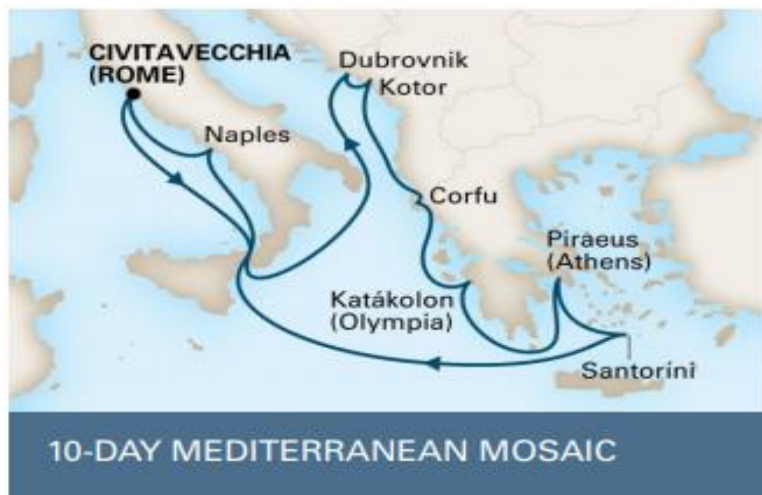 CIVITAVECCHIA
(ROME)
Dubrovnik
Kotor
Naples
Corfu
Piraeus
(Athens)
Katákolon
(Olympia)
Santorini
10-DAY MEDITERRANEAN MOSAIC